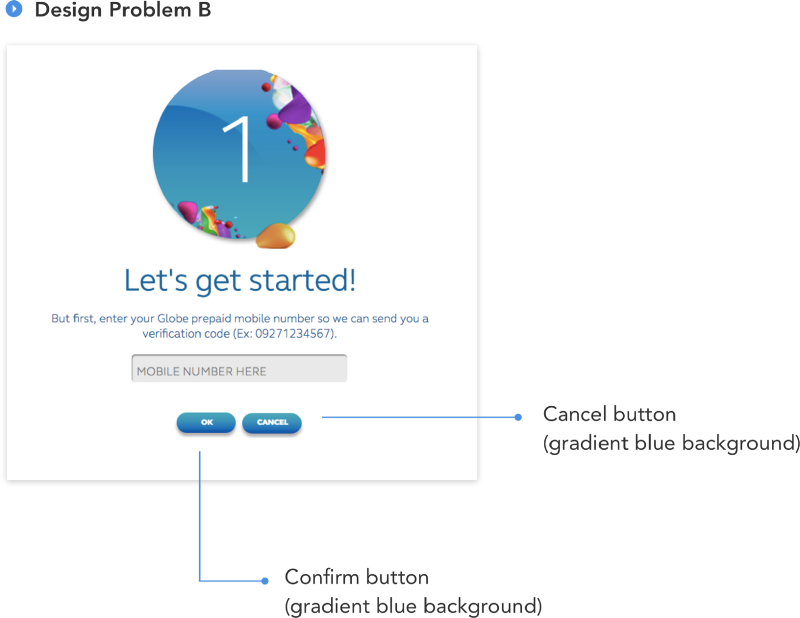 Design Problem B
1
Let's get started!
But first, enter your Globe prepaid mobile number so we can send you a
verification code (Ex: 09271234567).
MOBILE NUMBER HERE
OK
CANCEL
Cancel button
(gradient blue background)
Confirm button
(gradient blue background)